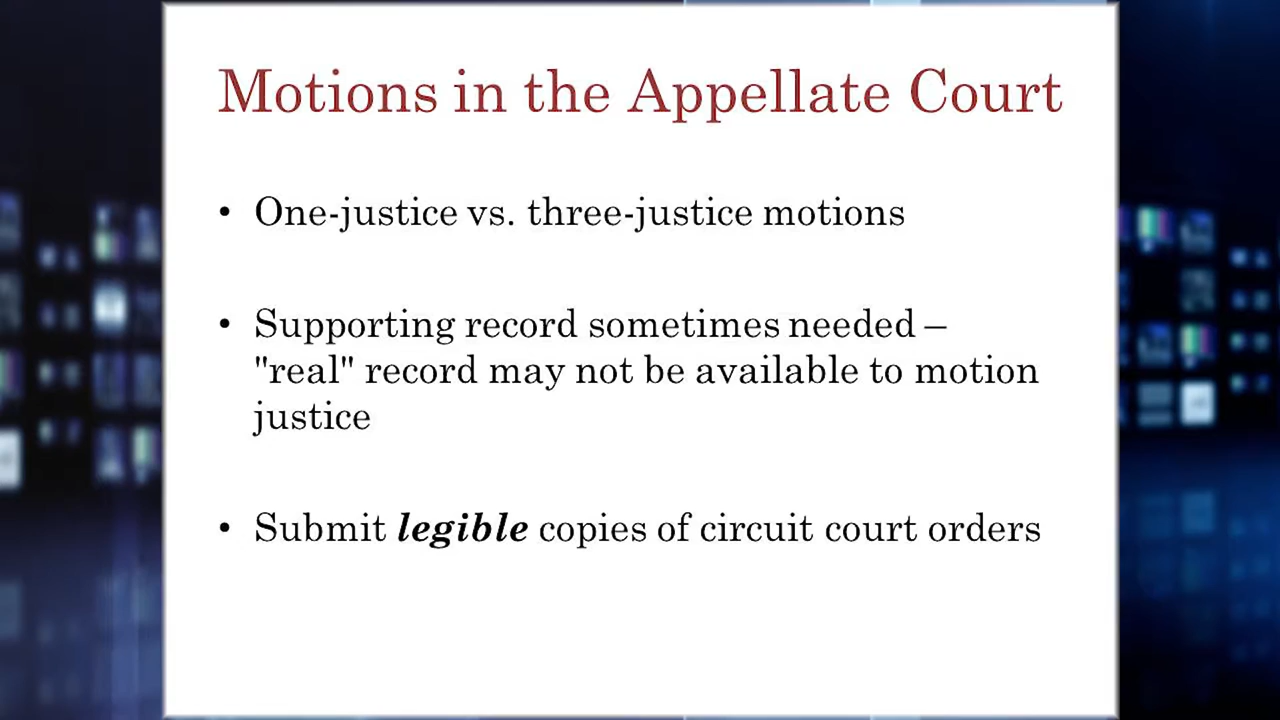 Motions in the Appellate Court
• One-justice vs. three-justice motions
• Supporting record sometimes needed –
"real" record may not be available to motion
justice
• Submit legible copies of circuit court orders